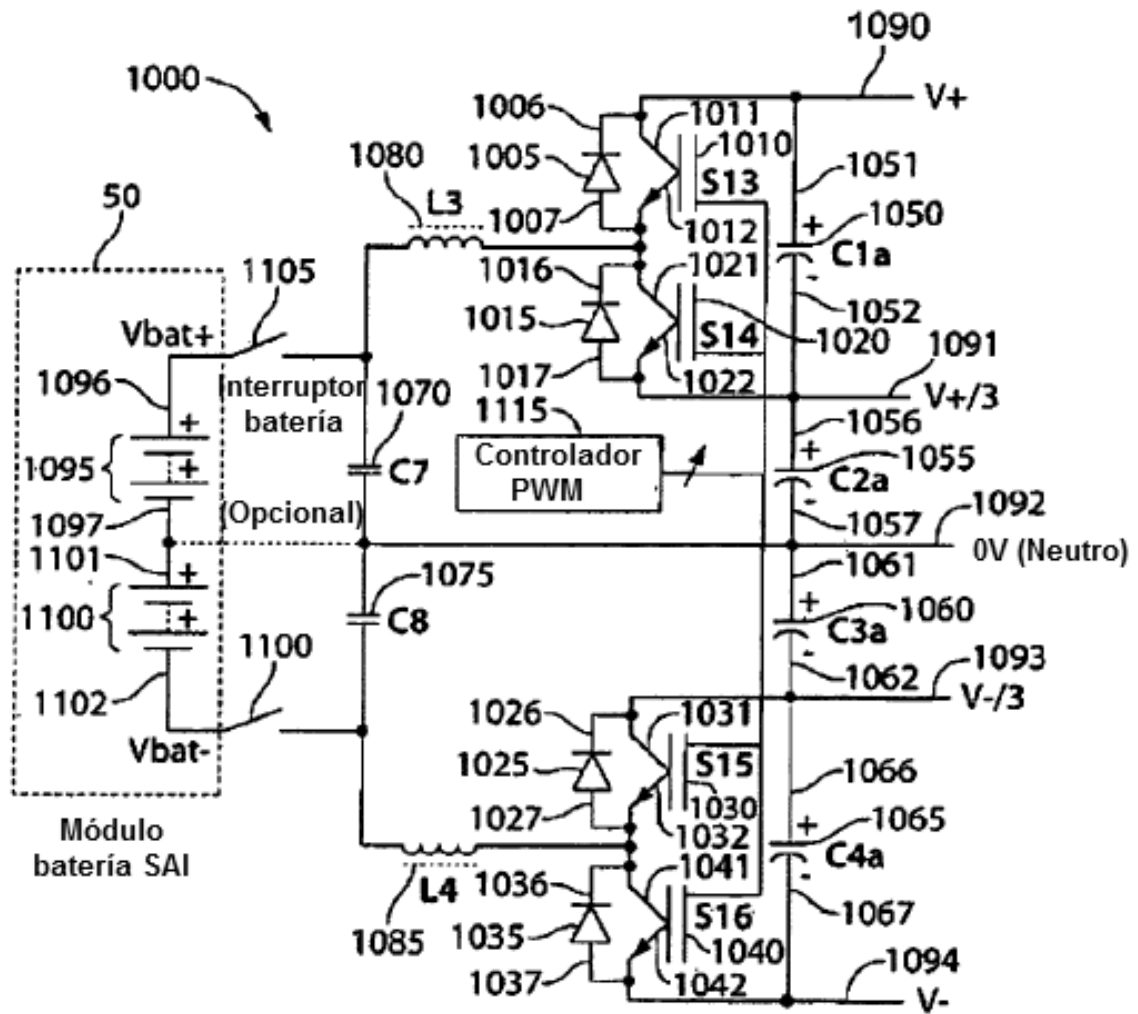 1090
1000
V+
1006
1011
1010
1051
1005
1080
S13
1050
50
L3
1007
1012
+
C1a
-
1016
1021
1105
1052
Vbat+
1015
S14
1020
1091
1096
Interruptor
batería
1070
1017
1022
V+/3
1115
1056
+
+
1095
+
Controlador
PWM
1055
C7
C2a
-
1097
(Opcional)
1057
1092
1101
0V (Neutro)
+
1075
1061
+
1100
+
1060
C8
C3a
1100
-
1093
1062
1102
V-/3
1026
1031
Vbat-
1025
S15
1066
1030
1027
+
1065
Módulo
batería SAI
1032
C4a
1041
-
L4
1036
S16
1067
1085
1035
1040
1037
1042
1094
V-